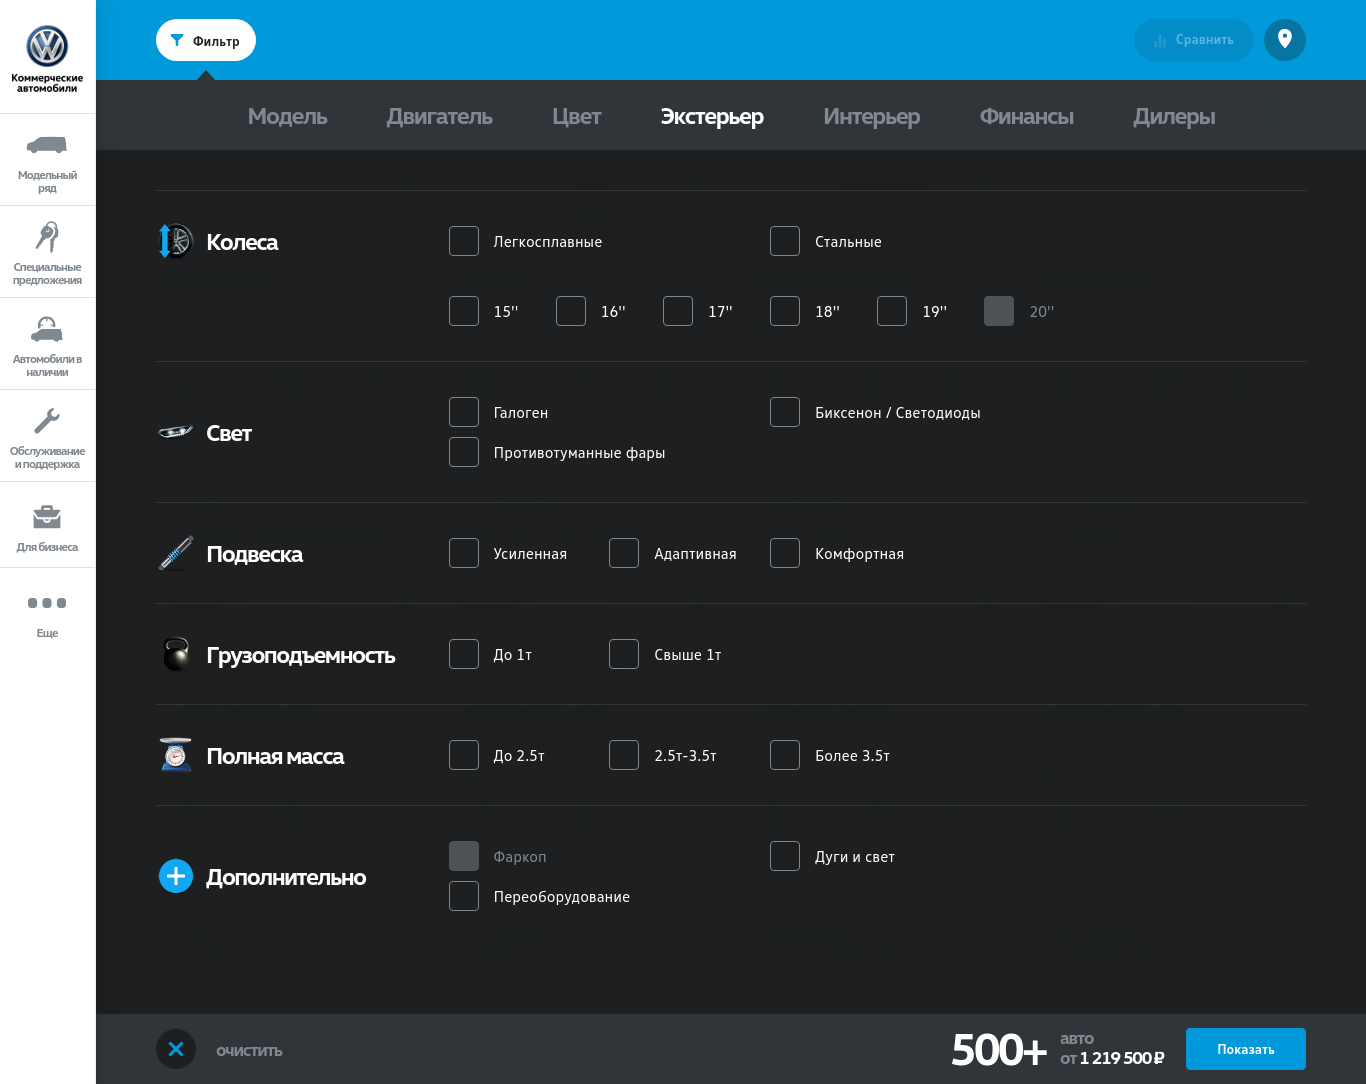 Коммерческие
автомобили
Модельный
ряд
Специальные
предложения
Автомобили в
наличии
Обслуживание
и поддержка
Для бизнеса
Еще
Фильтр
Сравнить
Модель Двигатель Цвет Экстерьер Интерьер Финансы Дилеры
Колеса
Легкосплавные Стальные
15'' 16'' 17'' 18'' 19'' 20''
Свет
Галоген Биксенон / Светодиоды
Противотуманные фары
Подвеска
Усиленная Адаптивная Комфортная
Грузоподъемность
До 1т Свыше 1т
Полная масса
До 2.5т 2.5т-3.5т Более 3.5т
Дополнительно
Фаркоп Дуги и свет
Переоборудование
очистить
500+
авто
от 1 219 500 ₽
Показать